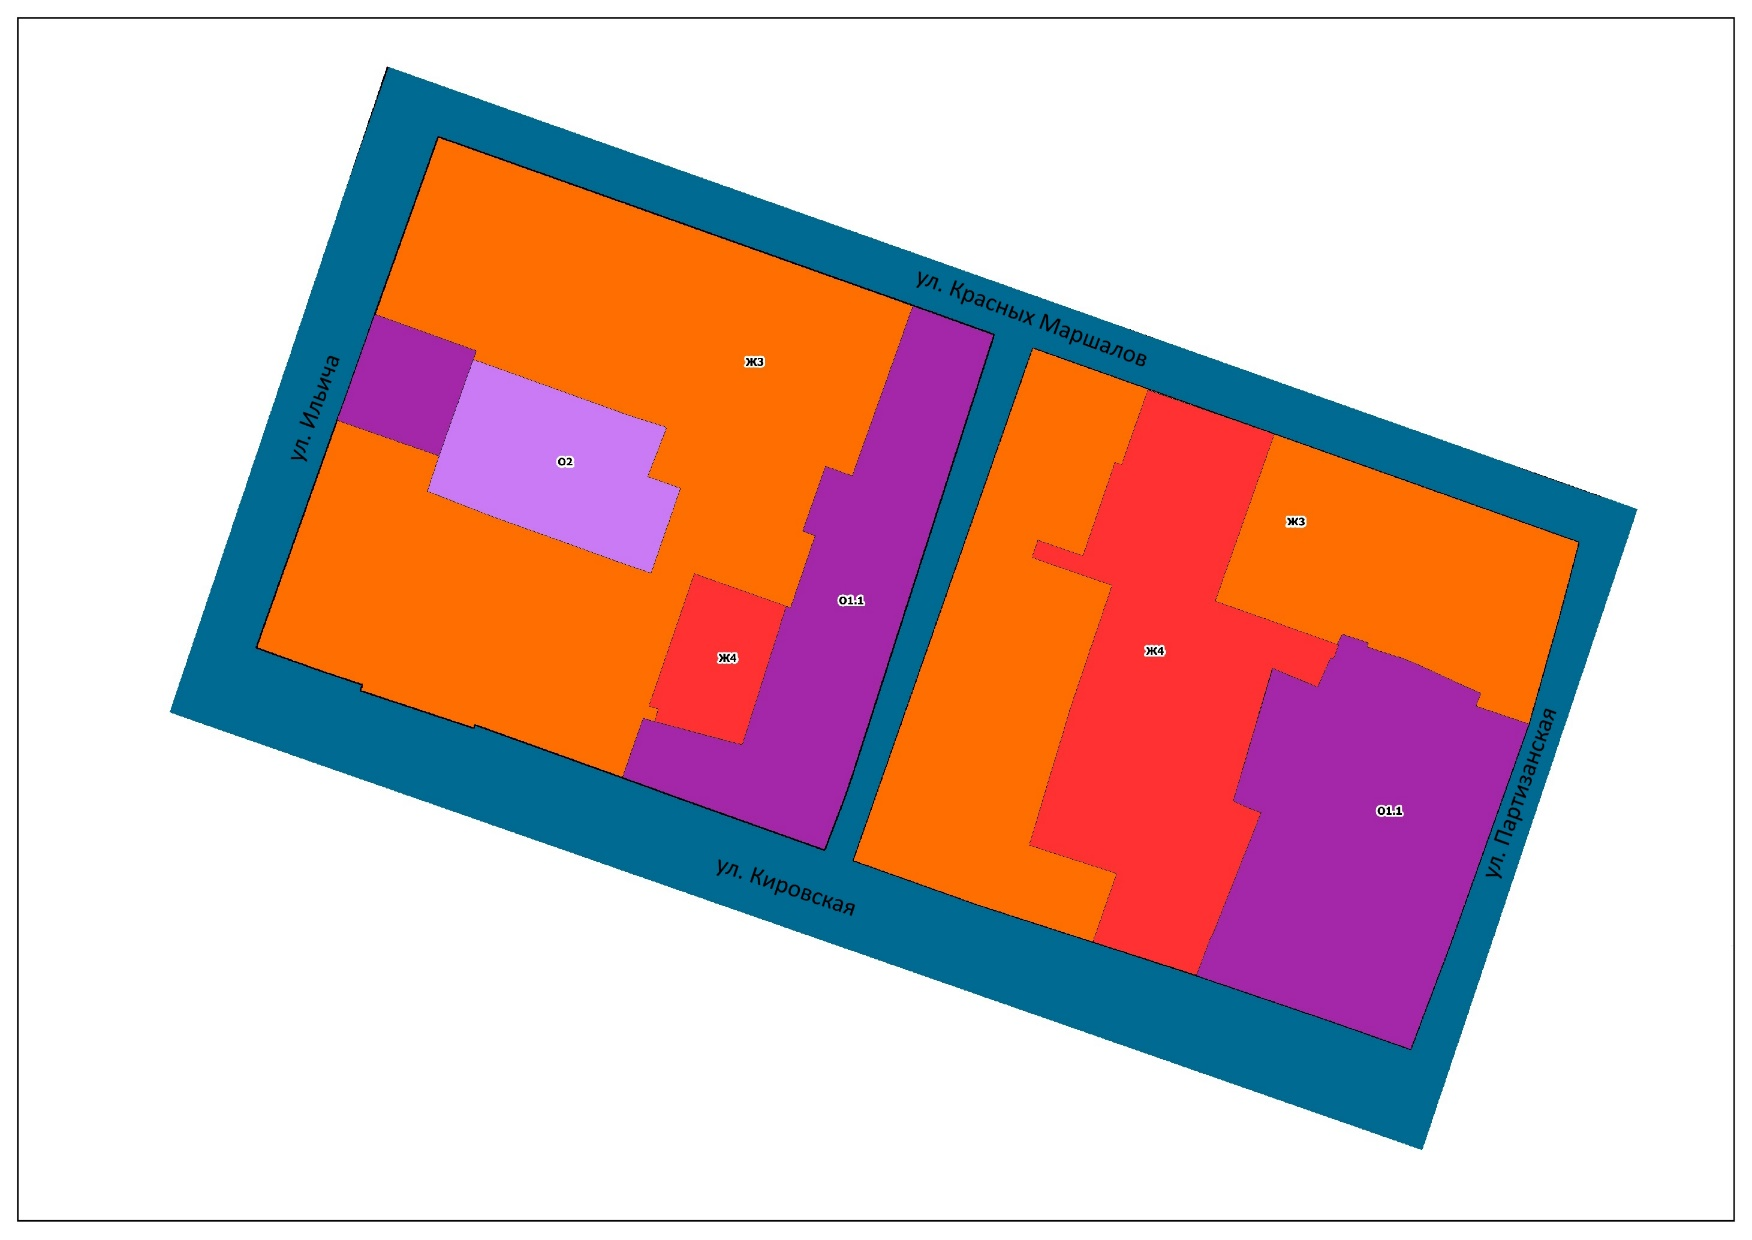 ул. Красных Маршалов
ул. Ильича
Ж3
О2
Ж3
О1.1
Ж4
Ж4
О1.1
ул. Партизанская
ул. Кировская